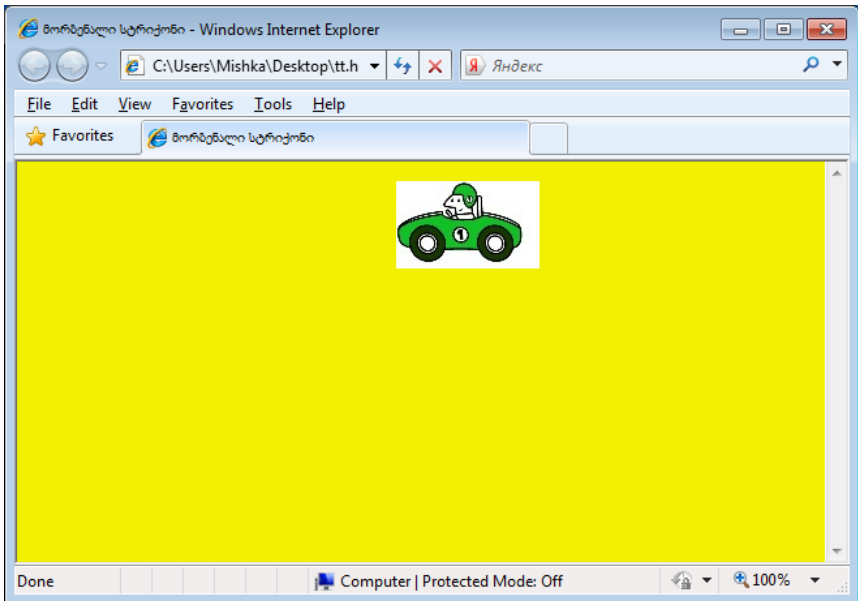 მორბენალი სტრიქონი - Windows Internet Explorer
C:\Users\Mishka\Desktop\tt.h
Я Яндекс
File Edit View Favorites Tools Help
Favorites
მორბენალი სტრიქონი
1
Done
Computer | Protected Mode: Off
100%